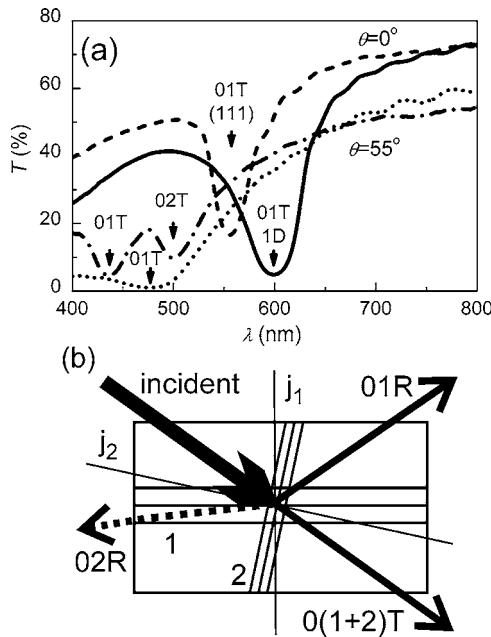 (a)
θ=0°
70
60
40
20
0
T (%)
01T
(111)
02T
θ=55°
01T
01T
01T
1D
400
500
600
700
800
λ (nm)
(b)
incident
j1
01R
j2
02R
1
2
0(1+2)T